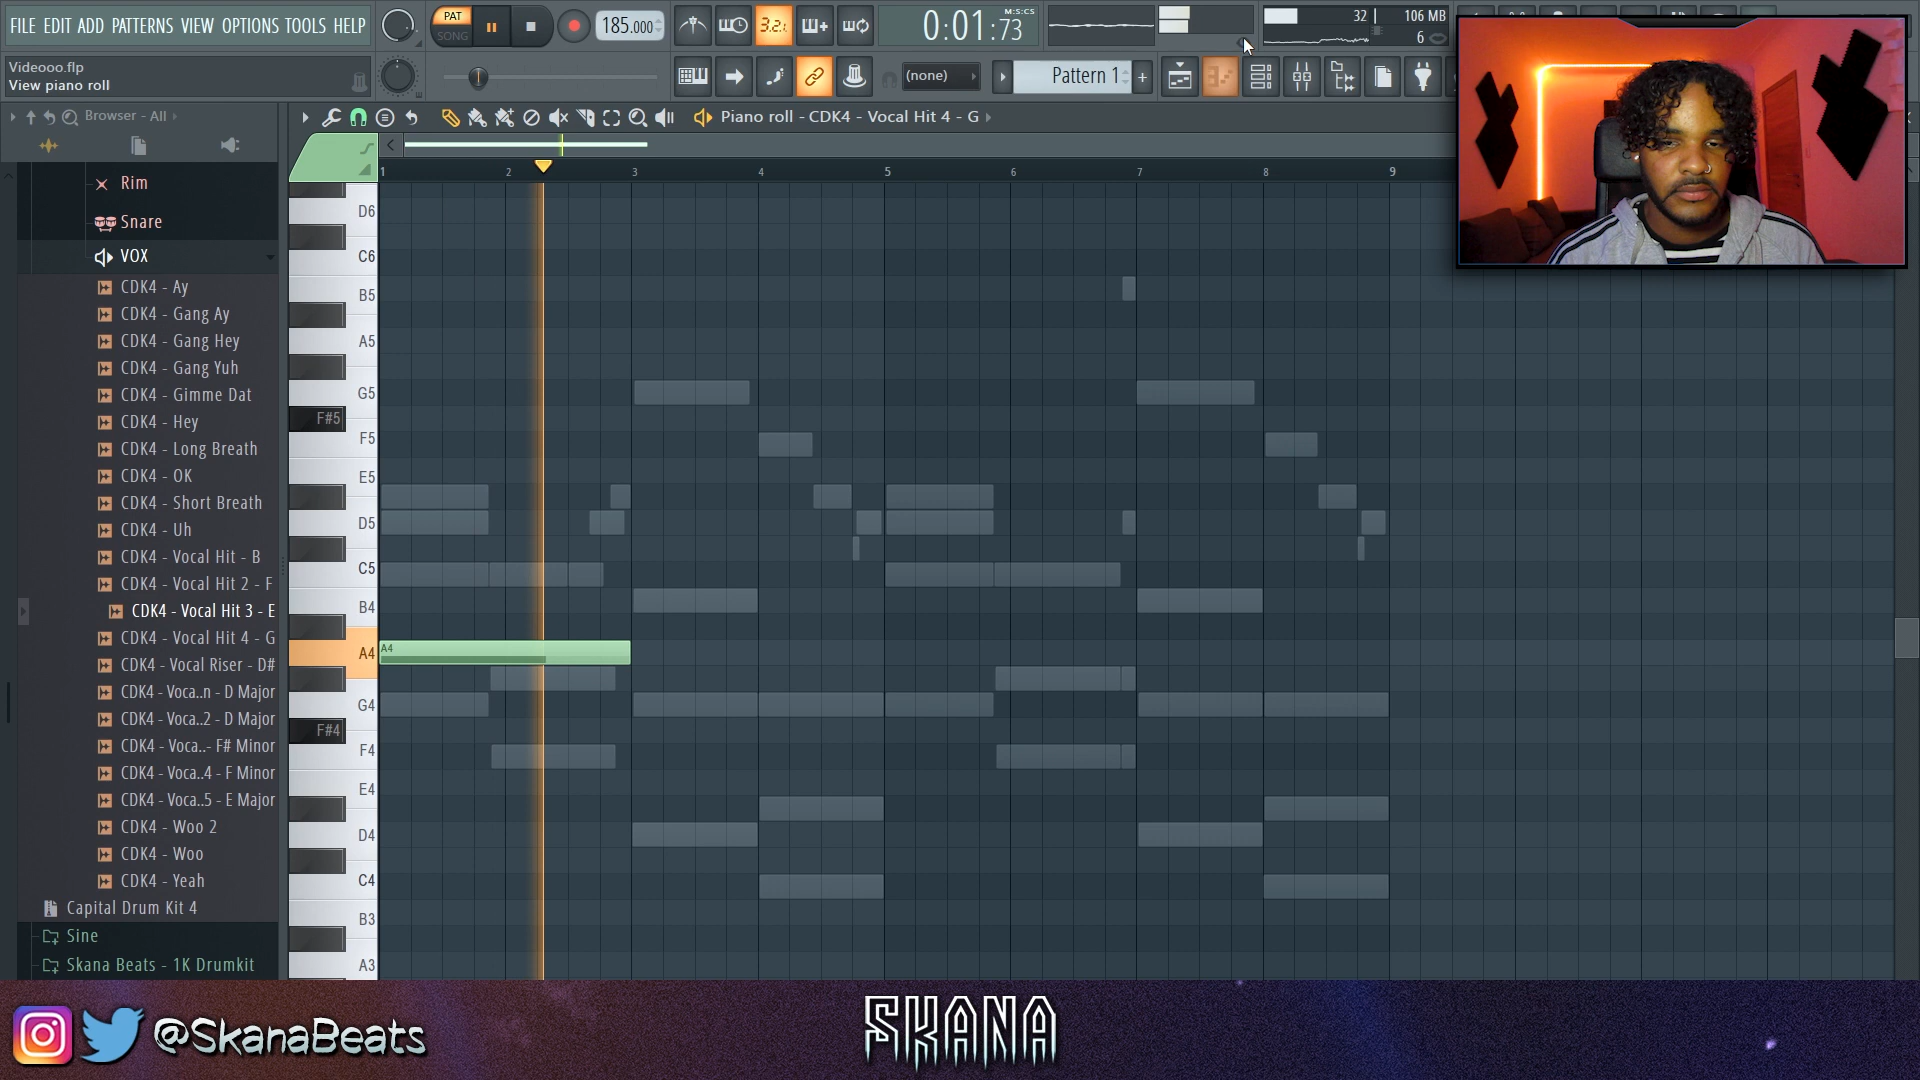 FILE EDIT ADD PATTERNS VIEW OPTIONS TOOLS HELP
PAT
SONG
185.000
3.2.
0:01:73
M:S:CS
32
106 MB
6
Videooo.flp
View piano roll
(none)
Pattern 1
Browser - All
Piano roll - CDK4 - Vocal Hit 4 - G
1 2 3 4 5 6 7 8 9
Rim
Snare
VOX
CDK4 - Ay
CDK4 - Gang Ay
CDK4 - Gang Hey
CDK4 - Gang Yuh
CDK4 - Gimme Dat
CDK4 - Hey
CDK4 - Long Breath
CDK4 - OK
CDK4 - Short Breath
CDK4 - Uh
CDK4 - Vocal Hit - B
CDK4 - Vocal Hit 2 - F
CDK4 - Vocal Hit 3 - E
CDK4 - Vocal Hit 4 - G
CDK4 - Vocal Riser - D#
CDK4 - Voca..n - D Major
CDK4 - Voca..2 - D Major
CDK4 - Voca..- F# Minor
CDK4 - Voca..4 - F Minor
CDK4 - Voca..5 - E Major
CDK4 - Woo 2
CDK4 - Woo
CDK4 - Yeah
Capital Drum Kit 4
Sine
Skana Beats - 1K Drumkit
D6
C6
B5
A5
G5
F#5
F5
E5
D5
C5
B4
A4
A4
G4
F#4
F4
E4
D4
C4
B3
A3
@SkanaBeats
SKANA